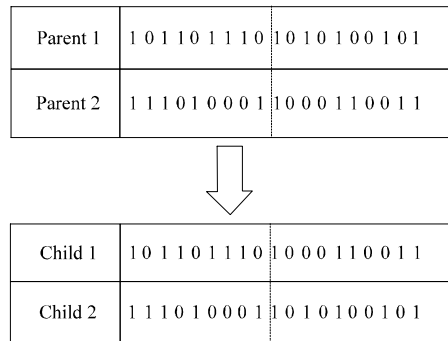 Parent 1 1 0 1 1 0 1 1 1 0 1 0 1 0 1 0 0 1 0 1
Parent 2 1 1 1 0 1 0 0 0 1 1 0 0 0 1 1 0 0 1 1
Child 1 1 0 1 1 0 1 1 1 0 1 0 0 0 1 1 0 0 1 1
Child 2 1 1 1 0 1 0 0 0 1 1 0 1 0 1 0 0 1 0 1